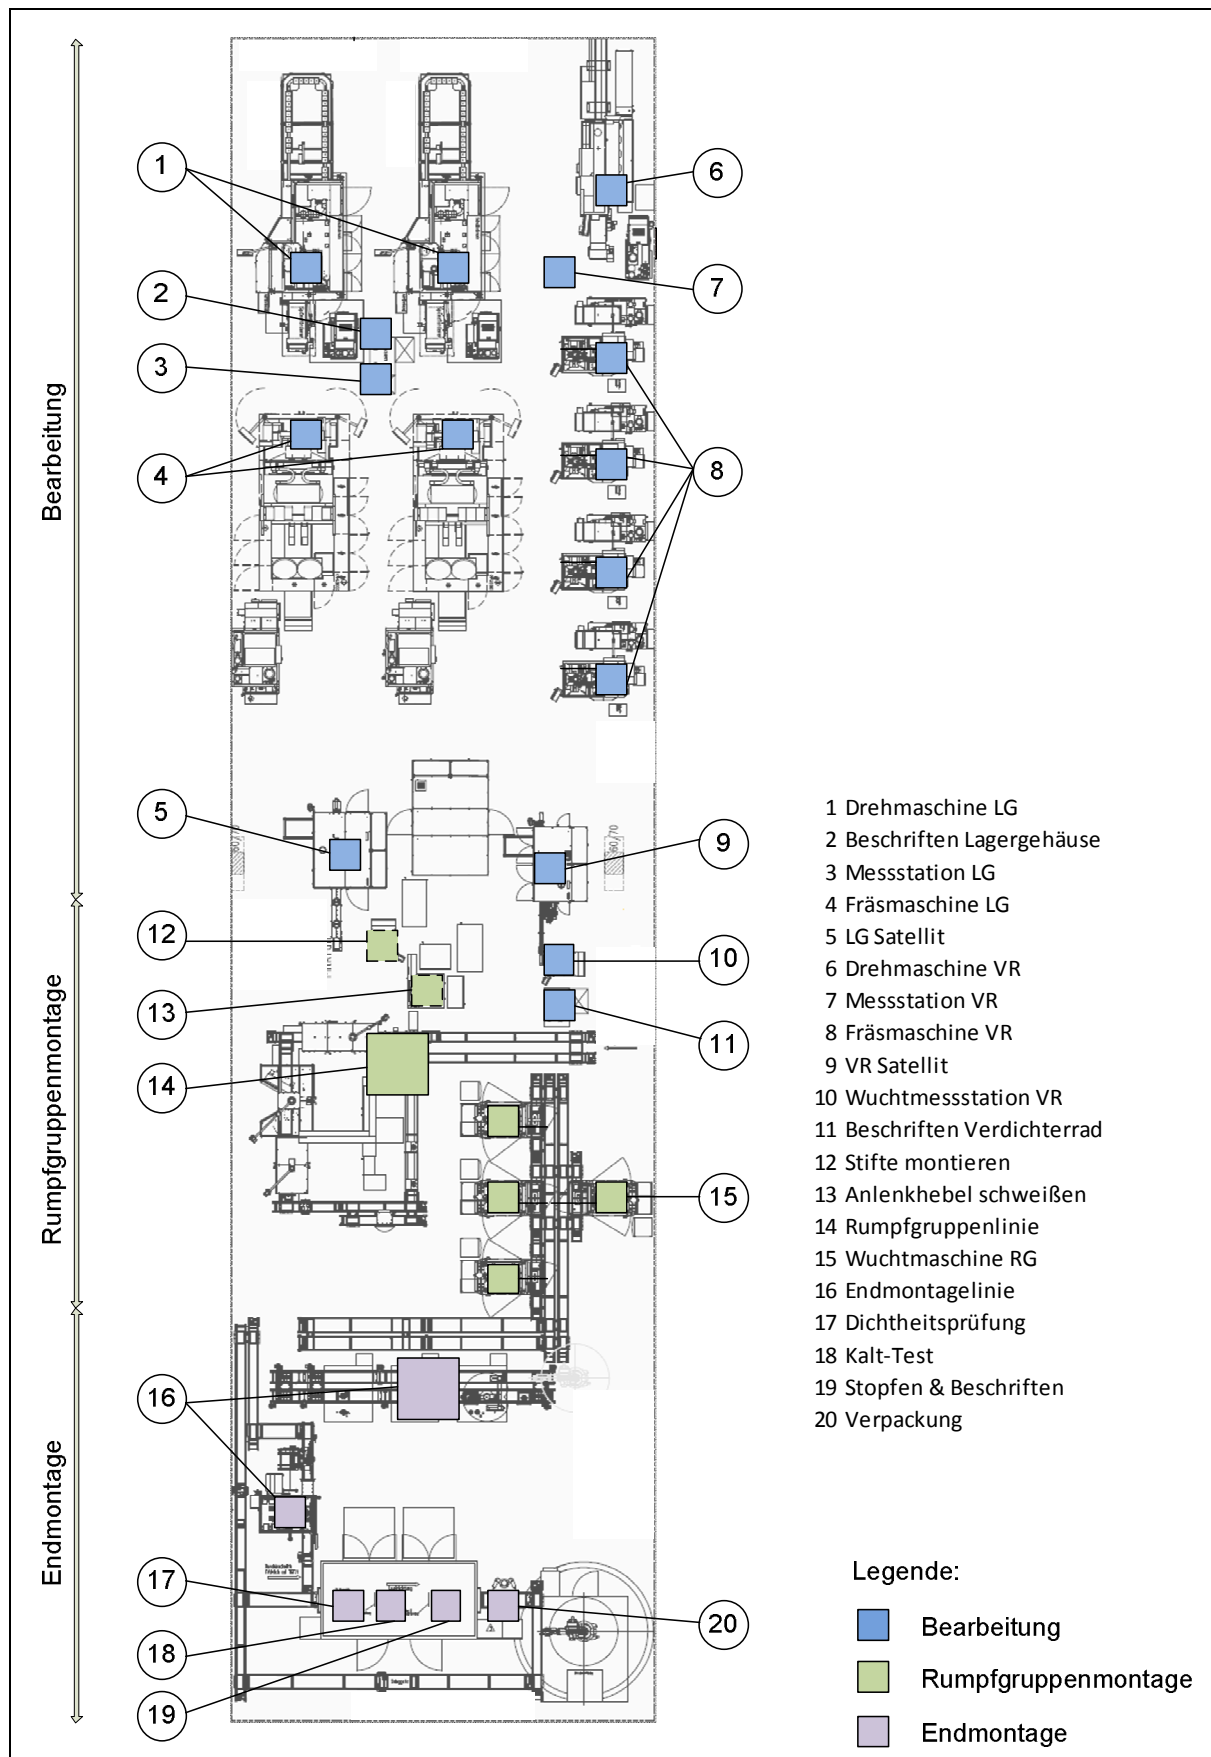 Bearbeitung
Rumpfgruppenmontage
Endmontage
1
2
3
4
5
6
7
8
9
10
11
12
13
14
15
16
17
18
19
20
60/70
60/70
1 Drehmaschine LG
2 Beschriften Lagergehäuse
3 Messstation LG
4 Fräsmaschine LG
5 LG Satellit
6 Drehmaschine VR
7 Messstation VR
8 Fräsmaschine VR
9 VR Satellit
10 Wuchtmessstation VR
11 Beschriften Verdichterrad
12 Stifte montieren
13 Anlenkhebel schweißen
14 Rumpfgruppenlinie
15 Wuchtmaschine RG
16 Endmontagelinie
17 Dichtheitsprüfung
18 Kalt-Test
19 Stopfen & Beschriften
20 Verpackung
Legende:
Bearbeitung
Rumpfgruppenmontage
Endmontage